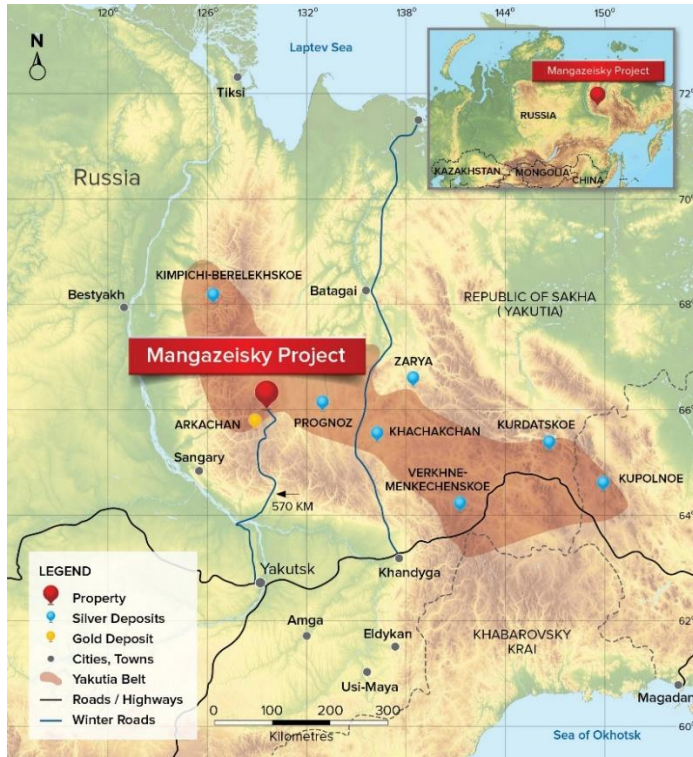 120°
126°
132°
138°
144°
150°
N
Laptev Sea
Tiksi
72°
Mangazeisky Project
RUSSIA
KAZAKHSTAN
MONGOLIA
CHINA
Russia
70°
KIMPICHI-BERELEKHSKOE
Bestyakh
Batagai
REPUBLIC OF SAKHA
(YAKUTIA)
68°
Mangazeisky Project
ZARYA
66°
ARKACHAN
PROGNOZ
KHACHAKCHAN
KURDATSKOE
Sangary
VERKHNE-
MENKECHENSKOE
KUPOLNOE
570 KM
64°
Yakutsk
Khandyga
LEGEND
Property
Silver Deposits
Gold Deposit
Cities, Towns
Yakutia Belt
Roads / Highways
Winter Roads
Amga
Eldykan
KHABAROVSKY
KRAI
62°
Usi-Maya
Magadan
0
100
200
300
Kilometres
60°
Sea of Okhotsk